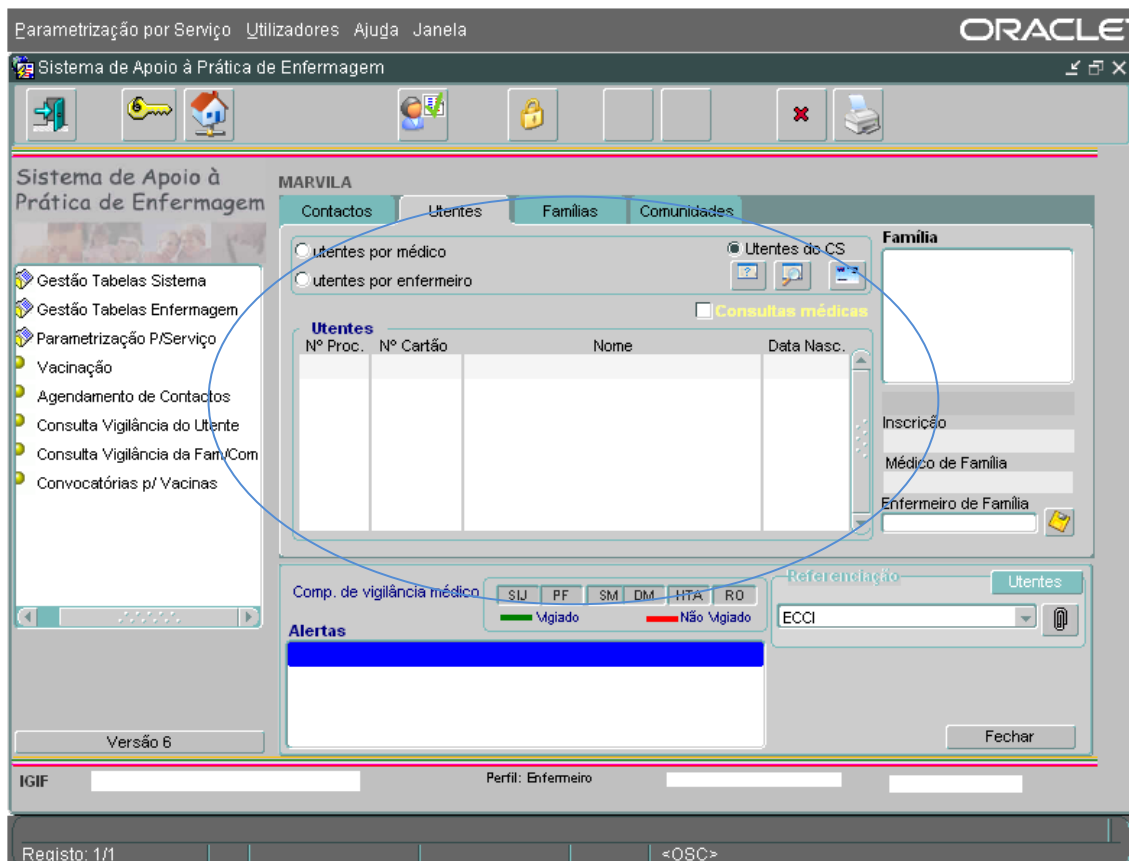 Parametrização por Serviço Utilizadores Ajuda Janela
ORACLE
Sistema de Apoio à Prática de Enfermagem
Sistema de Apoio à
Prática de Enfermagem
Gestão Tabelas Sistema
Gestão Tabelas Enfermagem
Parametrização P/Serviço
Vacinação
Agendamento de Contactos
Consulta Vigilância do Utente
Consulta Vigilância da Fam/Com
Convocatórias p/ Vacinas
Versão 6
MARVILA
Contactos Utentes Famílias Comunidades
utentes por médico
Utentes do CS
utentes por enfermeiro
Consultas médicas
Utentes
Nº Proc. Nº Cartão Nome Data Nasc.
Família
Inscrição
Médico de Família
Enfermeiro de Família
Comp. de vigilância médico SIJ PF SM DM HTA RO
Vigiado Não Vigiado
Alertas
Referenciação
Utentes
ECCI
Fechar
IGIF
Perfil: Enfermeiro
Registo: 1/1 <OSC>